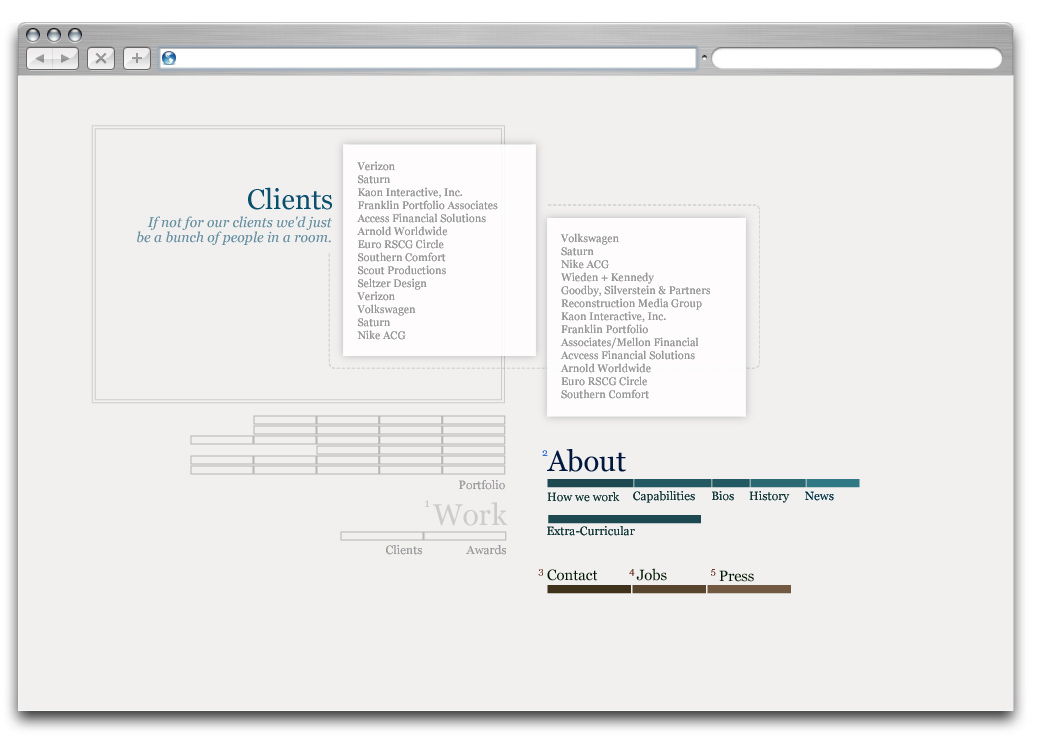 Clients
If not for our clients we'd just
be a bunch of people in a room.
Verizon
Saturn
Kaon Interactive, Inc.
Franklin Portfolio Associates
Access Financial Solutions
Arnold Worldwide
Euro RSCG Circle
Southern Comfort
Scout Productions
Seltzer Design
Verizon
Volkswagen
Saturn
Nike ACG
Volkswagen
Saturn
Nike ACG
Wieden + Kennedy
Goodby, Silverstein & Partners
Reconstruction Media Group
Kaon Interactive, Inc.
Franklin Portfolio
Associates/Mellon Financial
Acvcess Financial Solutions
Arnold Worldwide
Euro RSCG Circle
Southern Comfort
Portfolio
1 Work
Clients Awards
2 About
How we work Capabilities Bios History News
Extra-Curricular
3 Contact 4 Jobs 5 Press